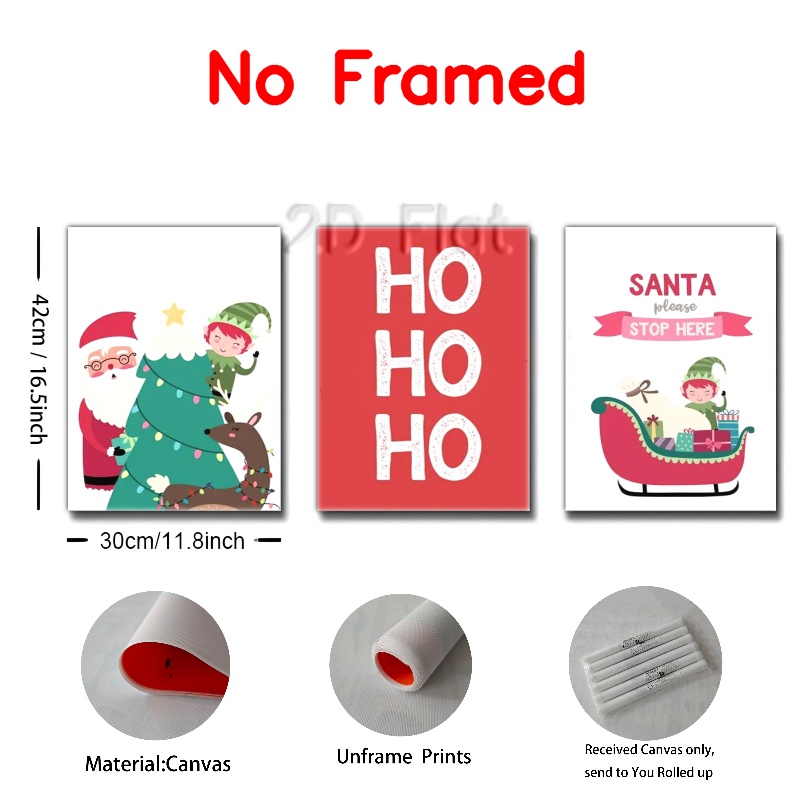 No Framed
2.D Flat
42cm / 16.5inch
HO
HO
HO
SANTA
please
STOP HERE
30cm/11.8inch
Material:Canvas
Unframe Prints
Received Canvas only,
send to You Rolled up